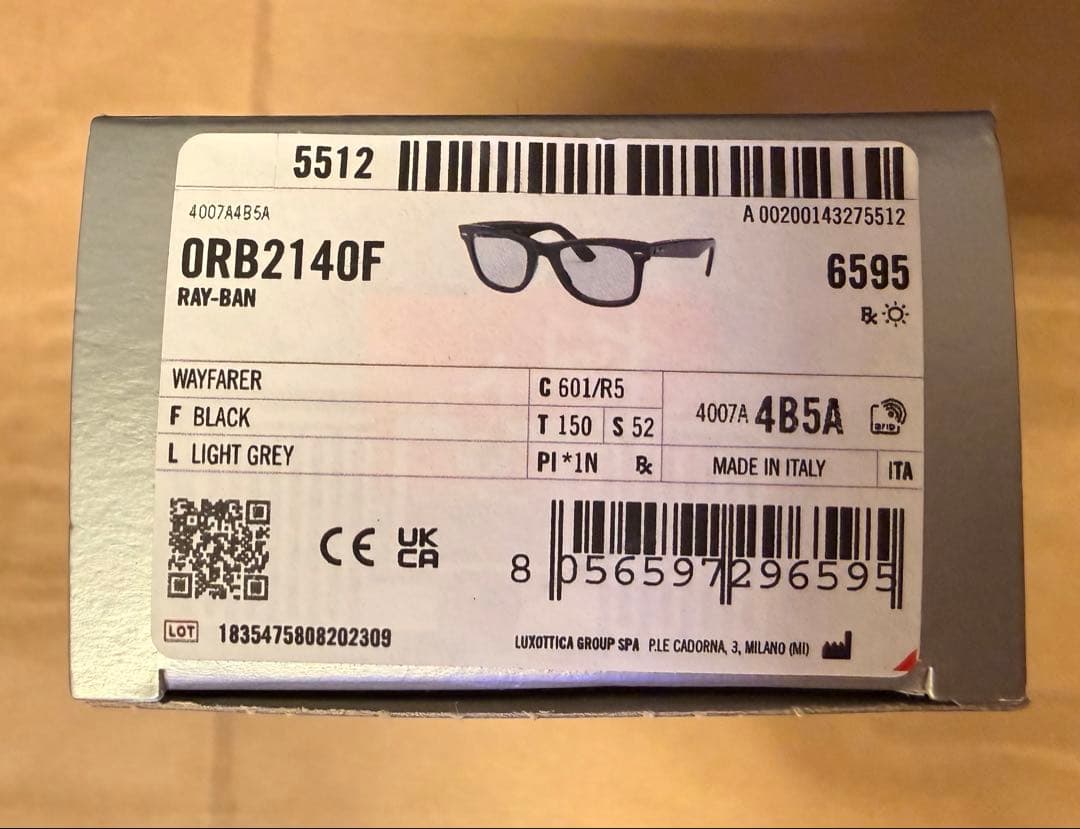 5512
4007A4B5A
A 00200143275512
0RB2140F
6595
RAY-BAN
℞
WAYFARER
C 601/R5
F BLACK
T 150 S 52
4007A 4B5A
L LIGHT GREY
PI*1N ℞
MADE IN ITALY ITA
CE UK
CA
8 056597 296595
LOT 1835475808202309
LUXOTTICA GROUP SPA P.LE CADORNA, 3, MILANO (MI)